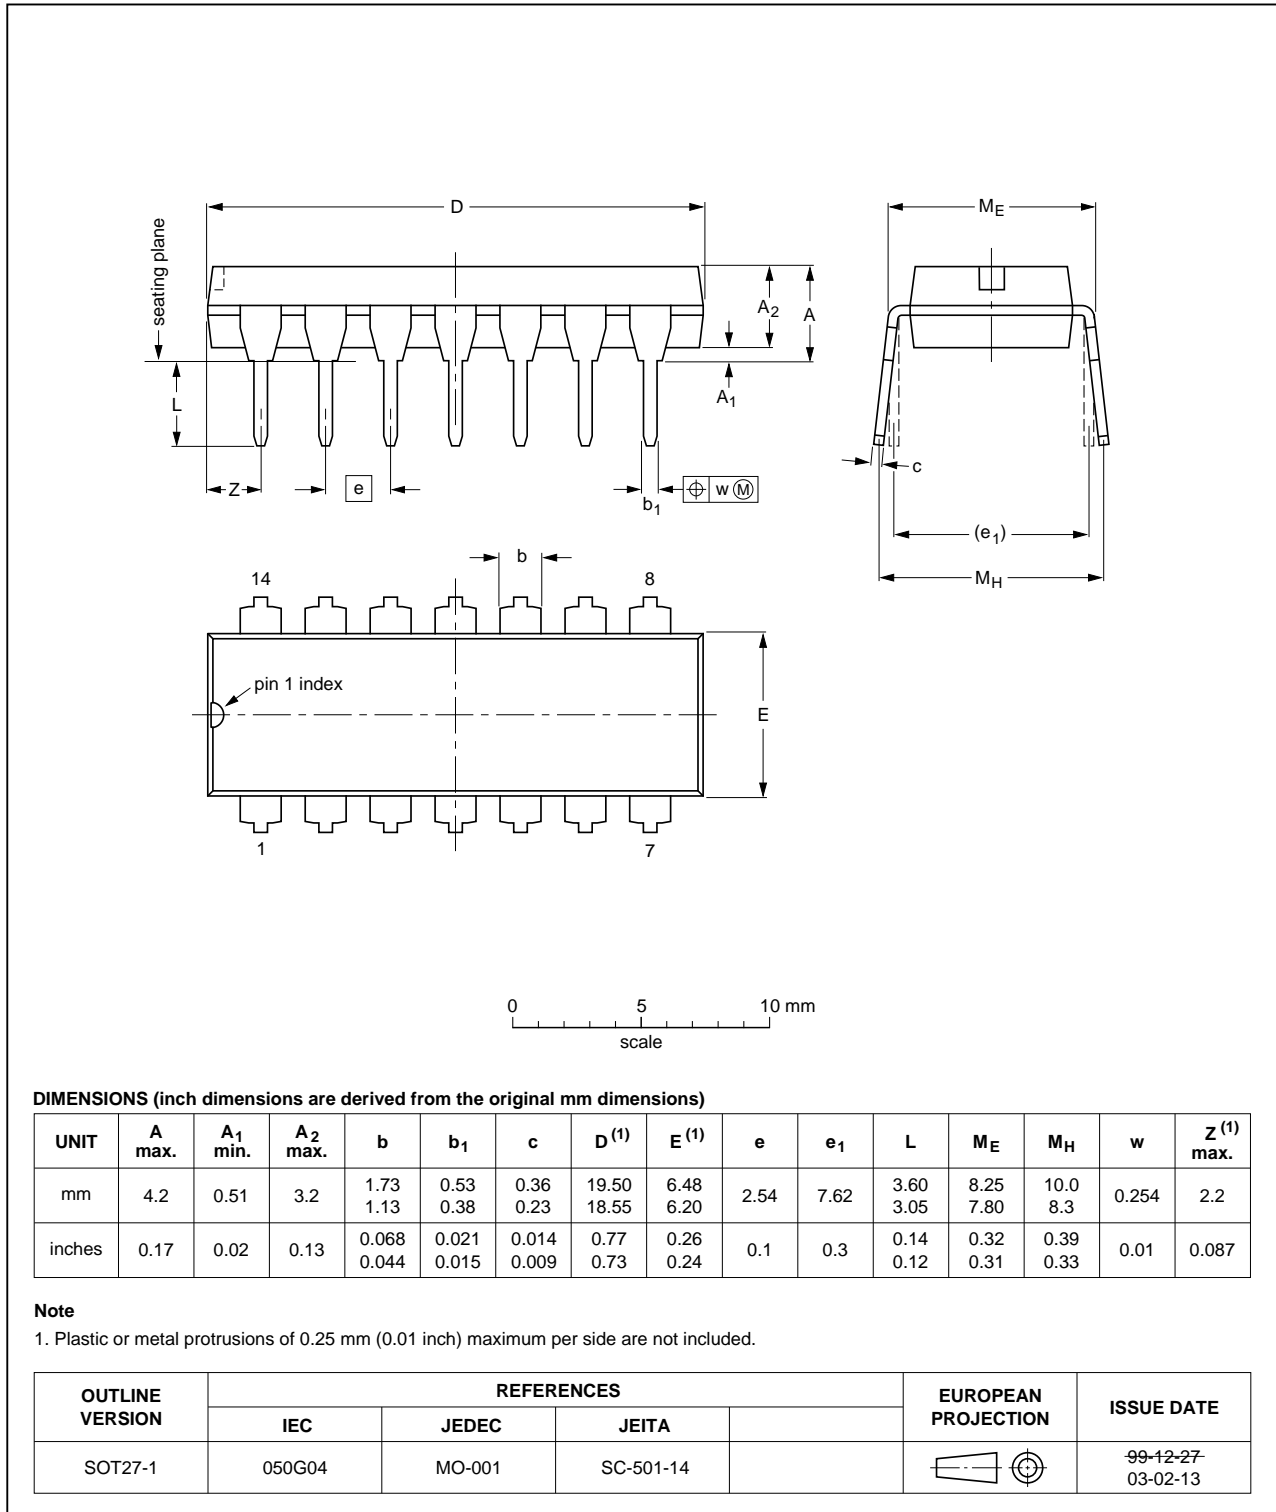 D
M_E
seating plane
A_2
A
L
A_1
c
Z
e
b_1
w M
(e_1)
M_H
b
14
8
pin 1 index
E
1
7
0 5 10 mm
scale
DIMENSIONS (inch dimensions are derived from the original mm dimensions)
UNIT A max. A_1 min. A_2 max. b b_1 c D^(1) E^(1) e e_1 L M_E M_H w Z^(1) max.
mm 4.2 0.51 3.2 1.73 1.13 0.53 0.38 0.36 0.23 19.50 18.55 6.48 6.20 2.54 7.62 3.60 3.05 8.25 7.80 10.0 8.3 0.254 2.2
inches 0.17 0.02 0.13 0.068 0.044 0.021 0.015 0.014 0.009 0.77 0.73 0.26 0.24 0.1 0.3 0.14 0.12 0.32 0.31 0.39 0.33 0.01 0.087
Note
1. Plastic or metal protrusions of 0.25 mm (0.01 inch) maximum per side are not included.
OUTLINE VERSION REFERENCES EUROPEAN PROJECTION ISSUE DATE
IEC JEDEC JEITA
SOT27-1 050G04 MO-001 SC-501-14 99-12-27
03-02-13